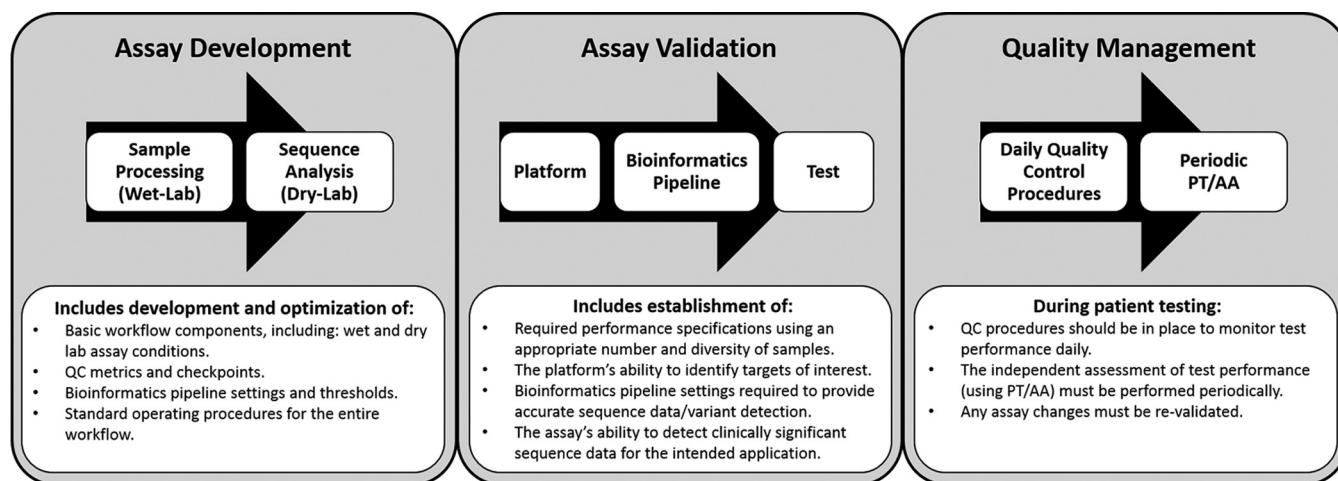 Assay Development
Sample
Processing
(Wet-Lab)
Sequence
Analysis
(Dry-Lab)
Includes development and optimization of:
• Basic workflow components, including: wet and dry
lab assay conditions.
• QC metrics and checkpoints.
• Bioinformatics pipeline settings and thresholds.
• Standard operating procedures for the entire
workflow.
Assay Validation
Platform
Bioinformatics
Pipeline
Test
Includes establishment of:
• Required performance specifications using an
appropriate number and diversity of samples.
• The platform's ability to identify targets of interest.
• Bioinformatics pipeline settings required to provide
accurate sequence data/variant detection.
• The assay's ability to detect clinically significant
sequence data for the intended application.
Quality Management
Daily Quality
Control
Procedures
Periodic
PT/AA
During patient testing:
• QC procedures should be in place to monitor test
performance daily.
• The independent assessment of test performance
(using PT/AA) must be performed periodically.
• Any assay changes must be re-validated.